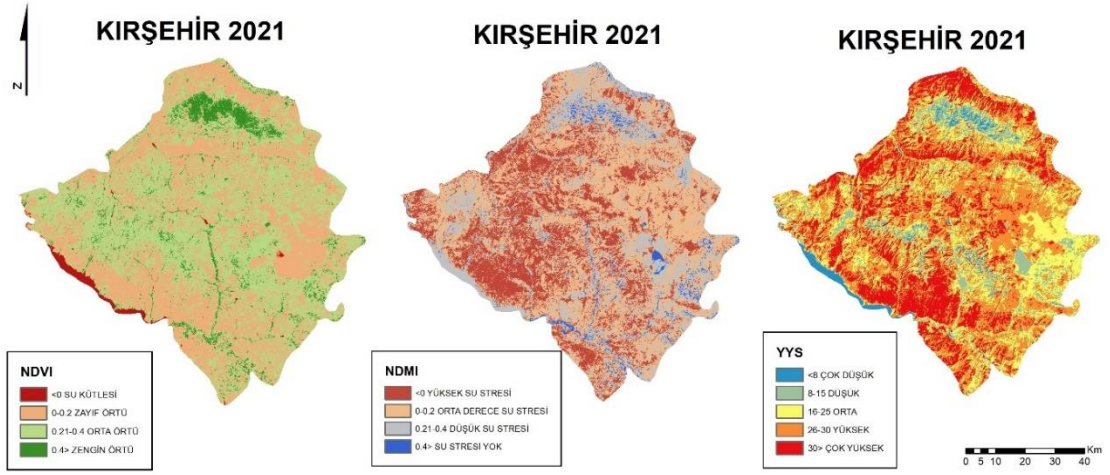 KIRŞEHİR 2021
KIRŞEHİR 2021
KIRŞEHİR 2021
N
NDVI
<0 SU KÜTLESİ
0-0.2 ZAYIF ÖRTÜ
0.21-0.4 ORTA ÖRTÜ
0.4> ZENGİN ÖRTÜ
NDMI
<0 YÜKSEK SU STRESİ
0-0.2 ORTA DERECE SU STRESİ
0.21-0.4 DÜŞÜK SU STRESİ
0.4> SU STRESİ YOK
YYS
<8 ÇOK DÜŞÜK
8-15 DÜŞÜK
16-25 ORTA
26-30 YÜKSEK
30> ÇOK YÜKSEK
Km
0 5 10 20 30 40